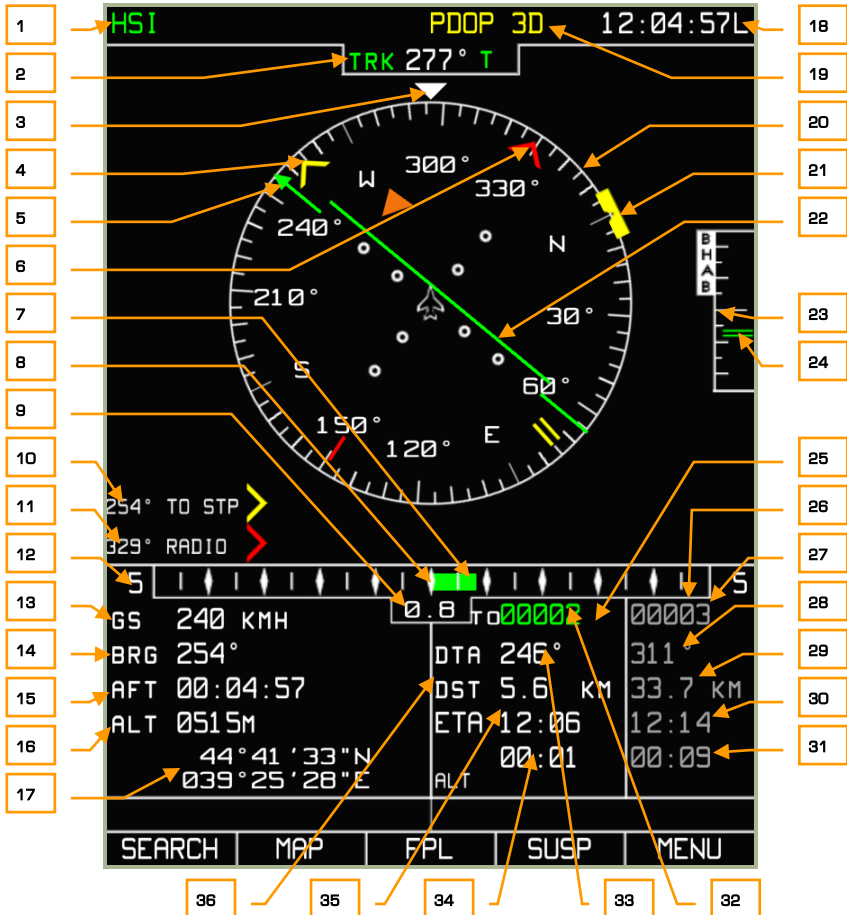 1 HSI PDOP 3D 12:04:57L 18
2 TRK 277° T 19
3 20
4 W 300° 330° 21
5 240° N 22
6 B H A B
7 210° 30° 23
8 S 60° 24
9 150° 120° E
10 254° TO STP 25
11 329° RADIO 26
12 5 5 27
13 GS 240 KMH 0.8 TO 00002 00003 28
14 BRG 254° DTA 246° 311° 29
15 AFT 00:04:57 DST 5.6 KM 33.7 KM 30
16 ALT 0515M ETA 12:06 12:14 31
17 44°41'33"N 00:01 00:09
039°25'28"E ALT
SEARCH MAP FPL SUSP MENU
36 35 34 33 32